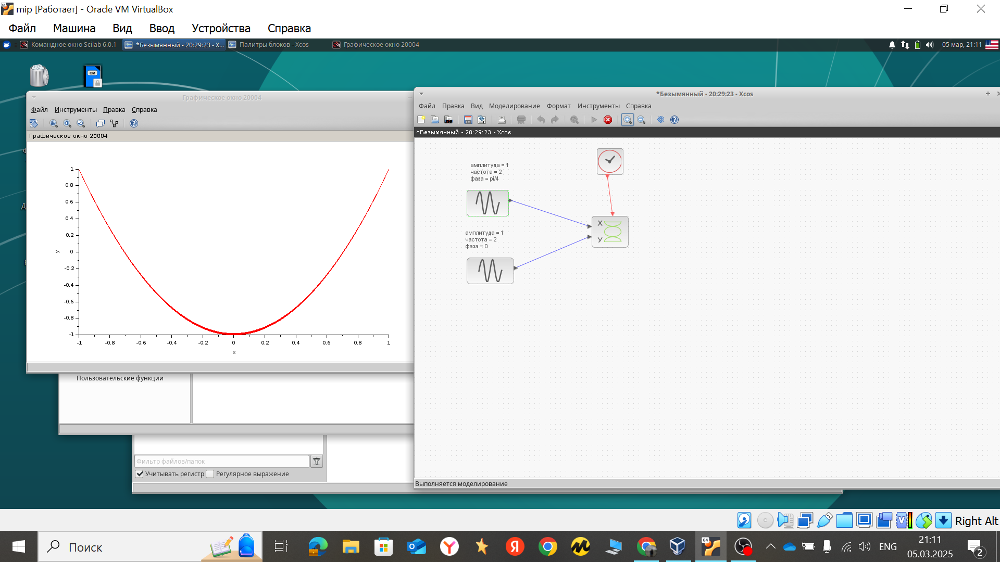 mip [Работает] - Oracle VM VirtualBox
Файл Машина Вид Ввод Устройства Справка
Командное окно Scilab 6.0.1 *Безымянный - 20:29:23 - X... Палитры блоков - Xcos Графическое окно 20004 05 мар, 21:11
OM
Графическое окно 20004
Файл Инструменты Правка Справка
Графическое окно 20004
1
0.8
0.6
0.4
0.2
0
-0.2
-0.4
-0.6
-0.8
-1
y
-1 -0.8 -0.6 -0.4 -0.2 0 0.2 0.4 0.6 0.8 1
x
Пользовательские функции
Фильтр файлов/папок
Учитывать регистр Регулярное выражение
*Безымянный - 20:29:23 - Xcos
Файл Правка Вид Моделирование Формат Инструменты Справка
*Безымянный - 20:29:23 - Xcos
амплитуда = 1
частота = 2
фаза = pi/4
амплитуда = 1
частота = 2
фаза = 0
X
y
Выполняется моделирование
Right Alt
Поиск
64
ENG
21:11
05.03.2025
2